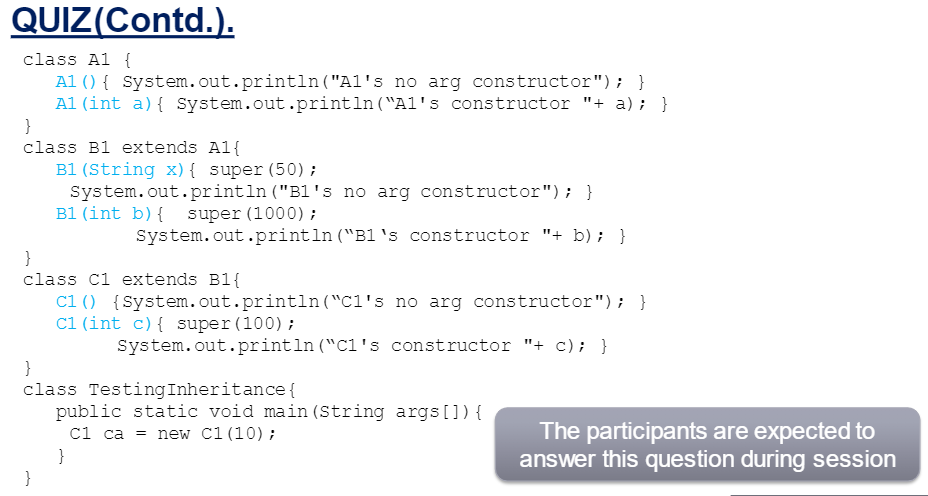 QUIZ(Contd.).
class A1 {
A1(){ System.out.println("A1's no arg constructor"); }
A1(int a){ System.out.println(“A1's constructor "+ a); }
}
class B1 extends A1{
B1(String x){ super(50);
System.out.println("B1's no arg constructor"); }
B1(int b){ super(1000);
System.out.println(“B1‘s constructor "+ b); }
}
class C1 extends B1{
C1() {System.out.println(“C1's no arg constructor"); }
C1(int c){ super(100);
System.out.println(“C1's constructor "+ c); }
}
class TestingInheritance{
public static void main(String args[]){
C1 ca = new C1(10);
}
}
The participants are expected to
answer this question during session